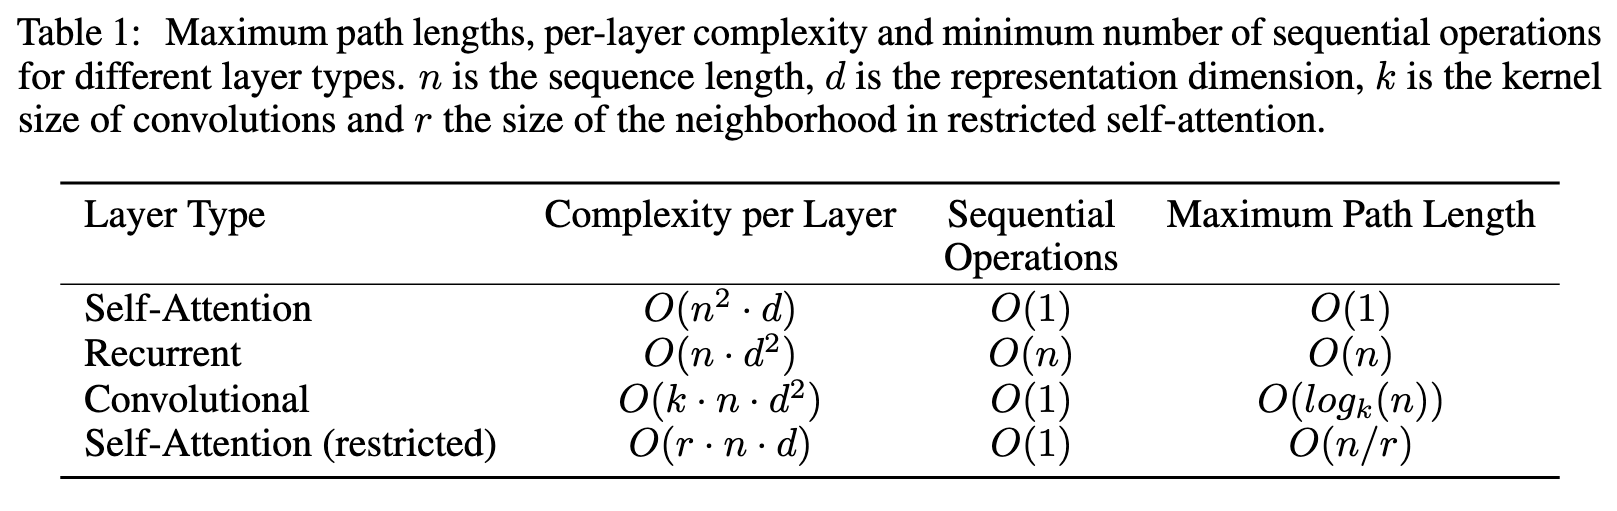 Table 1: Maximum path lengths, per-layer complexity and minimum number of sequential operations
for different layer types. n is the sequence length, d is the representation dimension, k is the kernel
size of convolutions and r the size of the neighborhood in restricted self-attention.
Layer Type Complexity per Layer Sequential Maximum Path Length
Operations
Self-Attention O(n² · d) O(1) O(1)
Recurrent O(n · d²) O(n) O(n)
Convolutional O(k · n · d²) O(1) O(logₖ(n))
Self-Attention (restricted) O(r · n · d) O(1) O(n/r)